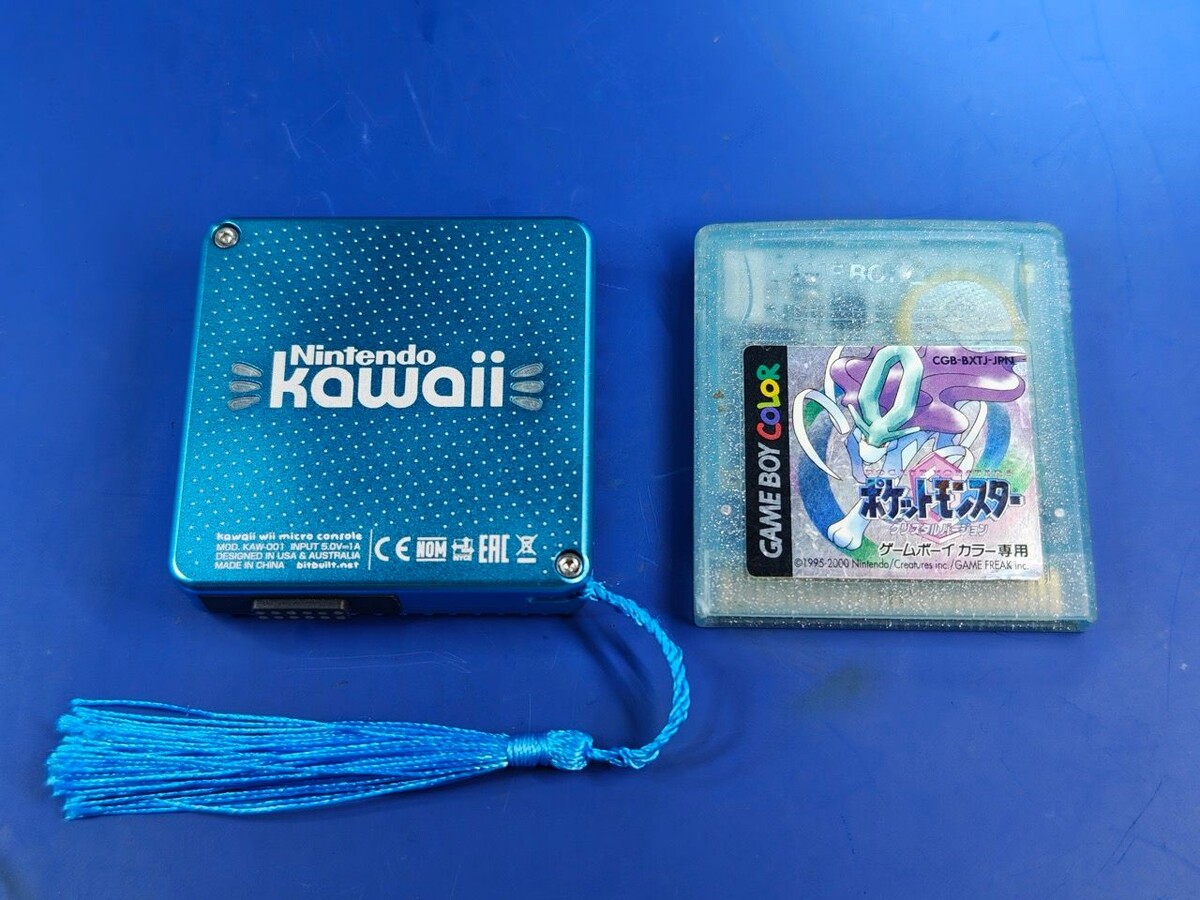 Nintendo
kawaii
kawaii wii micro console
MOD. KAW-001 INPUT 5.0V⎓1A
DESIGNED IN USA & AUSTRALIA
MADE IN CHINA bitbuilt.net
CE NOM NYCE EAC
CGB-BXTJ-JPN
GAME BOY COLOR
ポケットモンスター
クリスタルバージョン
ゲームボーイ カラー専用
©1995-2000 Nintendo/Creatures inc./GAME FREAK inc.